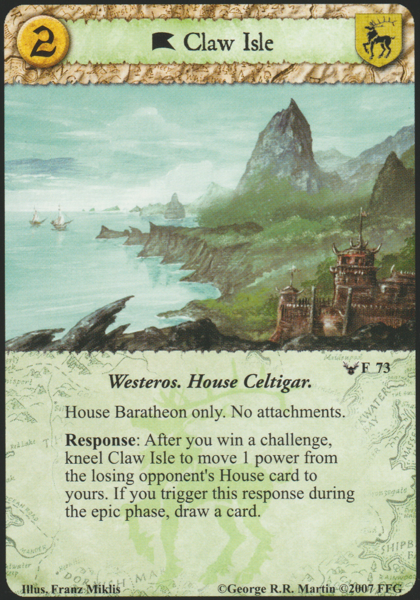 2
Claw Isle
F 73
Westeros. House Celtigar.
House Baratheon only. No attachments.
Response: After you win a challenge,
kneel Claw Isle to move 1 power from
the losing opponent's House card to
yours. If you trigger this response during
the epic phase, draw a card.
Illus. Franz Miklis
©George R.R. Martin ©2007 FFG